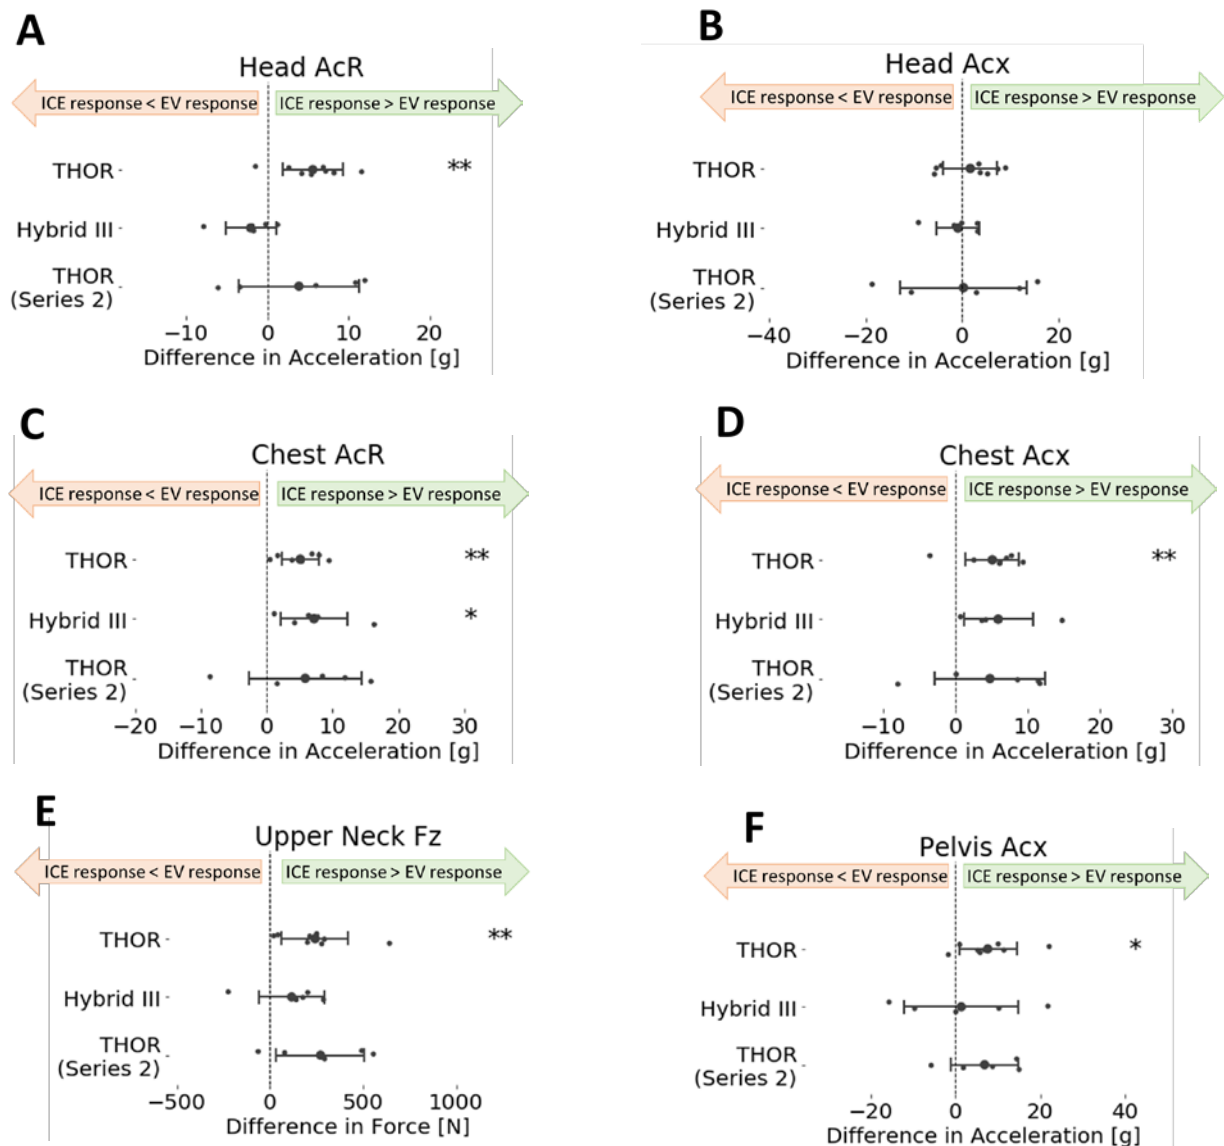 A
Head AcR
ICE response < EV response
ICE response > EV response
THOR
**
Hybrid III
THOR
(Series 2)
−10
0
10
20
Difference in Acceleration [g]
B
Head Acx
ICE response < EV response
ICE response > EV response
THOR
Hybrid III
THOR
(Series 2)
−40
−20
0
20
Difference in Acceleration [g]
C
Chest AcR
ICE response < EV response
ICE response > EV response
THOR
**
Hybrid III
*
THOR
(Series 2)
−20
−10
0
10
20
30
Difference in Acceleration [g]
D
Chest Acx
ICE response < EV response
ICE response > EV response
THOR
**
Hybrid III
THOR
(Series 2)
−10
0
10
20
30
Difference in Acceleration [g]
E
Upper Neck Fz
ICE response < EV response
ICE response > EV response
THOR
**
Hybrid III
THOR
(Series 2)
−500
0
500
1000
Difference in Force [N]
F
Pelvis Acx
ICE response < EV response
ICE response > EV response
THOR
*
Hybrid III
THOR
(Series 2)
−20
0
20
40
Difference in Acceleration [g]